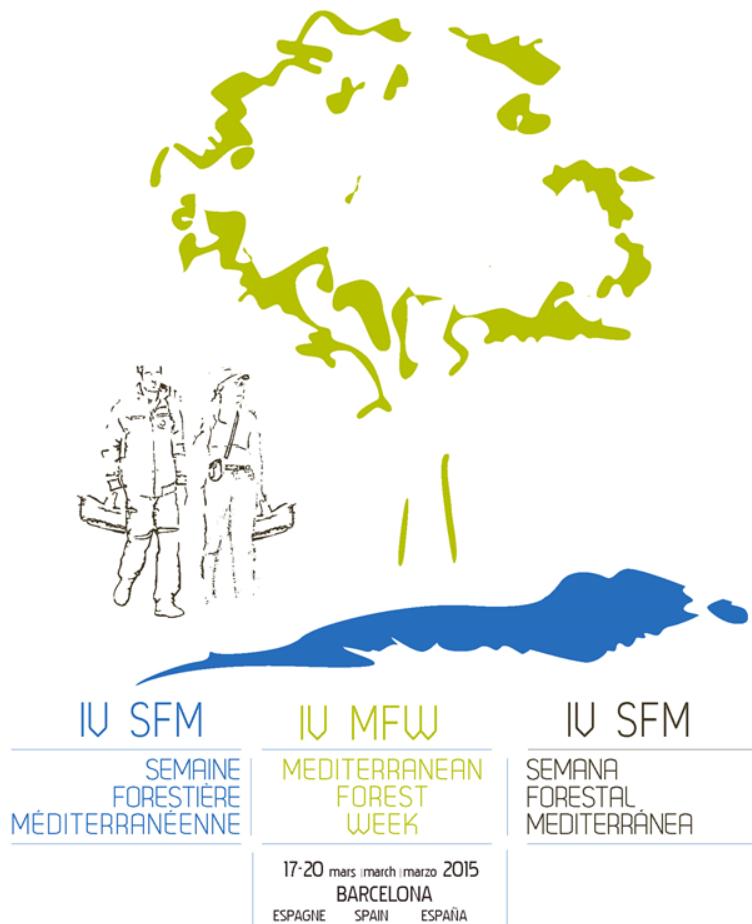 IV SFM
SEMAINE
FORESTIÈRE
MÉDITERRANÉENNE
IV MFW
MEDITERRANEAN
FOREST
WEEK
IV SFM
SEMANA
FORESTAL
MEDITERRÁNEA
17-20 mars | march | marzo 2015
BARCELONA
ESPAGNE SPAIN ESPAÑA